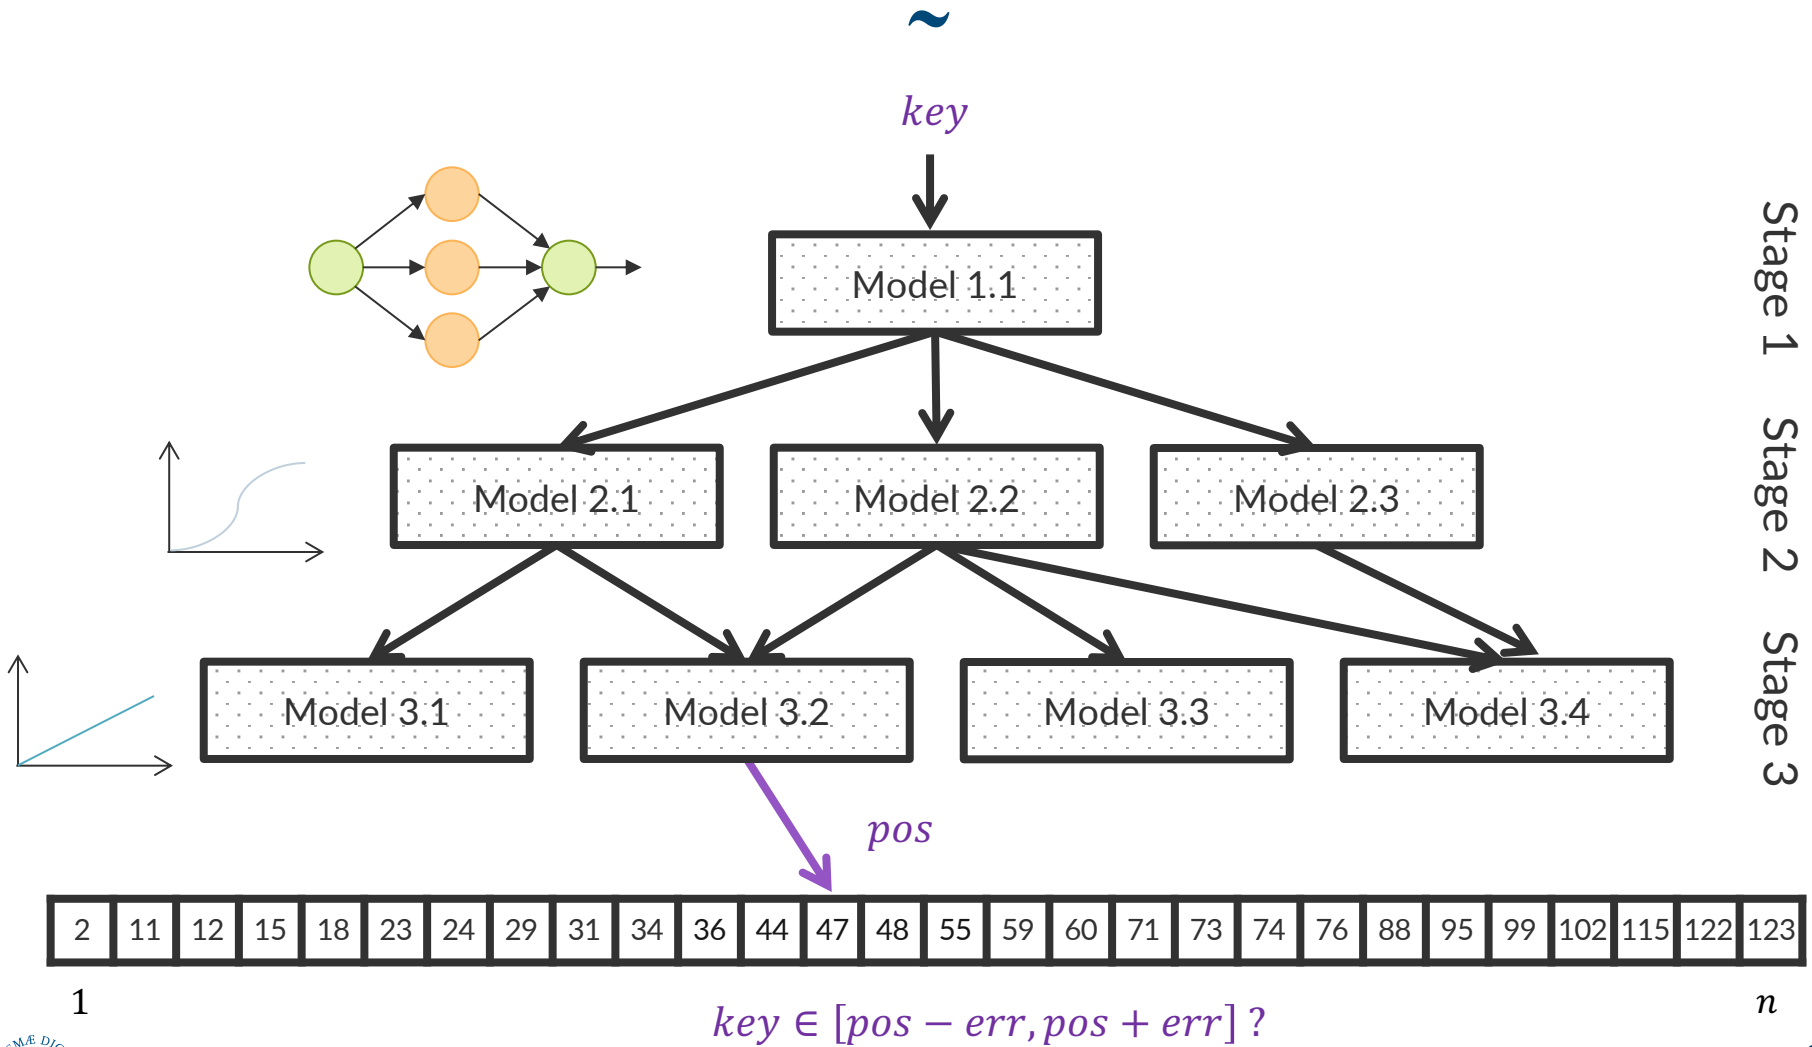 ~
key
Stage 1
Model 1.1
Stage 2
Model 2.1 Model 2.2 Model 2.3
Stage 3
Model 3.1 Model 3.2 Model 3.3 Model 3.4
pos
2 11 12 15 18 23 24 29 31 34 36 44 47 48 55 59 60 71 73 74 76 88 95 99 102 115 122 123
1 n
key ∈ [pos − err, pos + err] ?